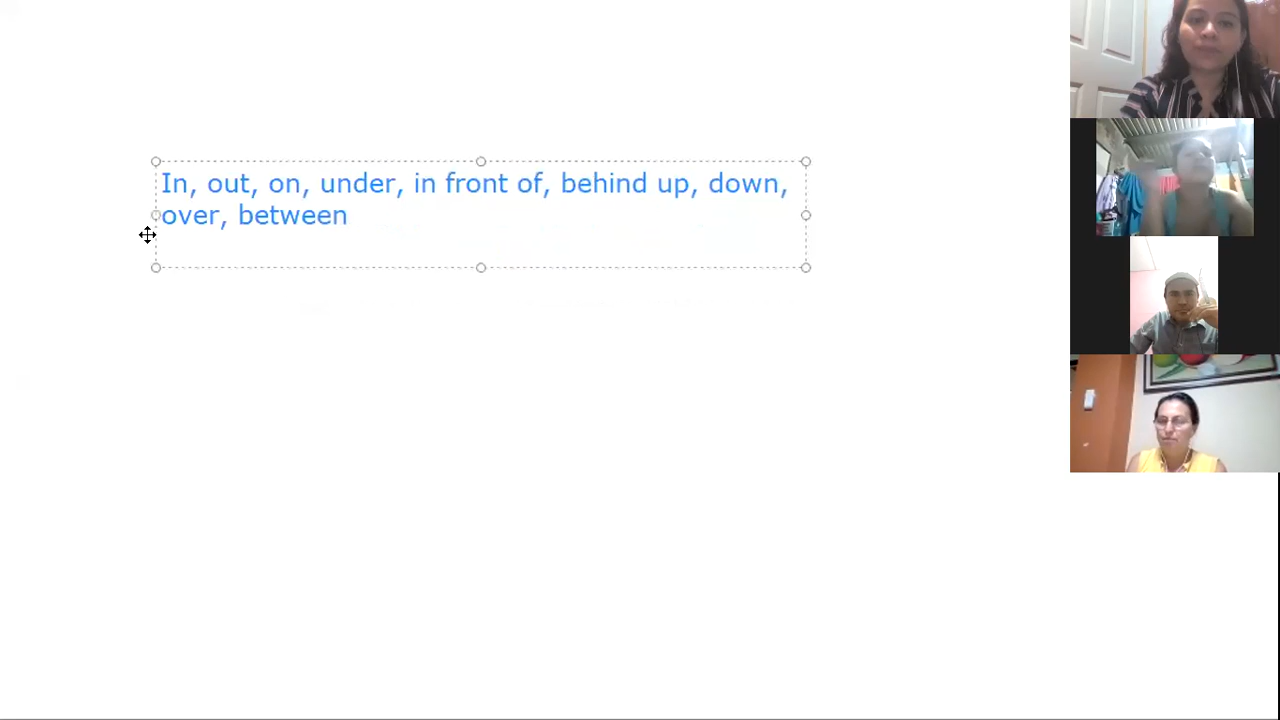 In, out, on, under, in front of, behind up, down,
over, between